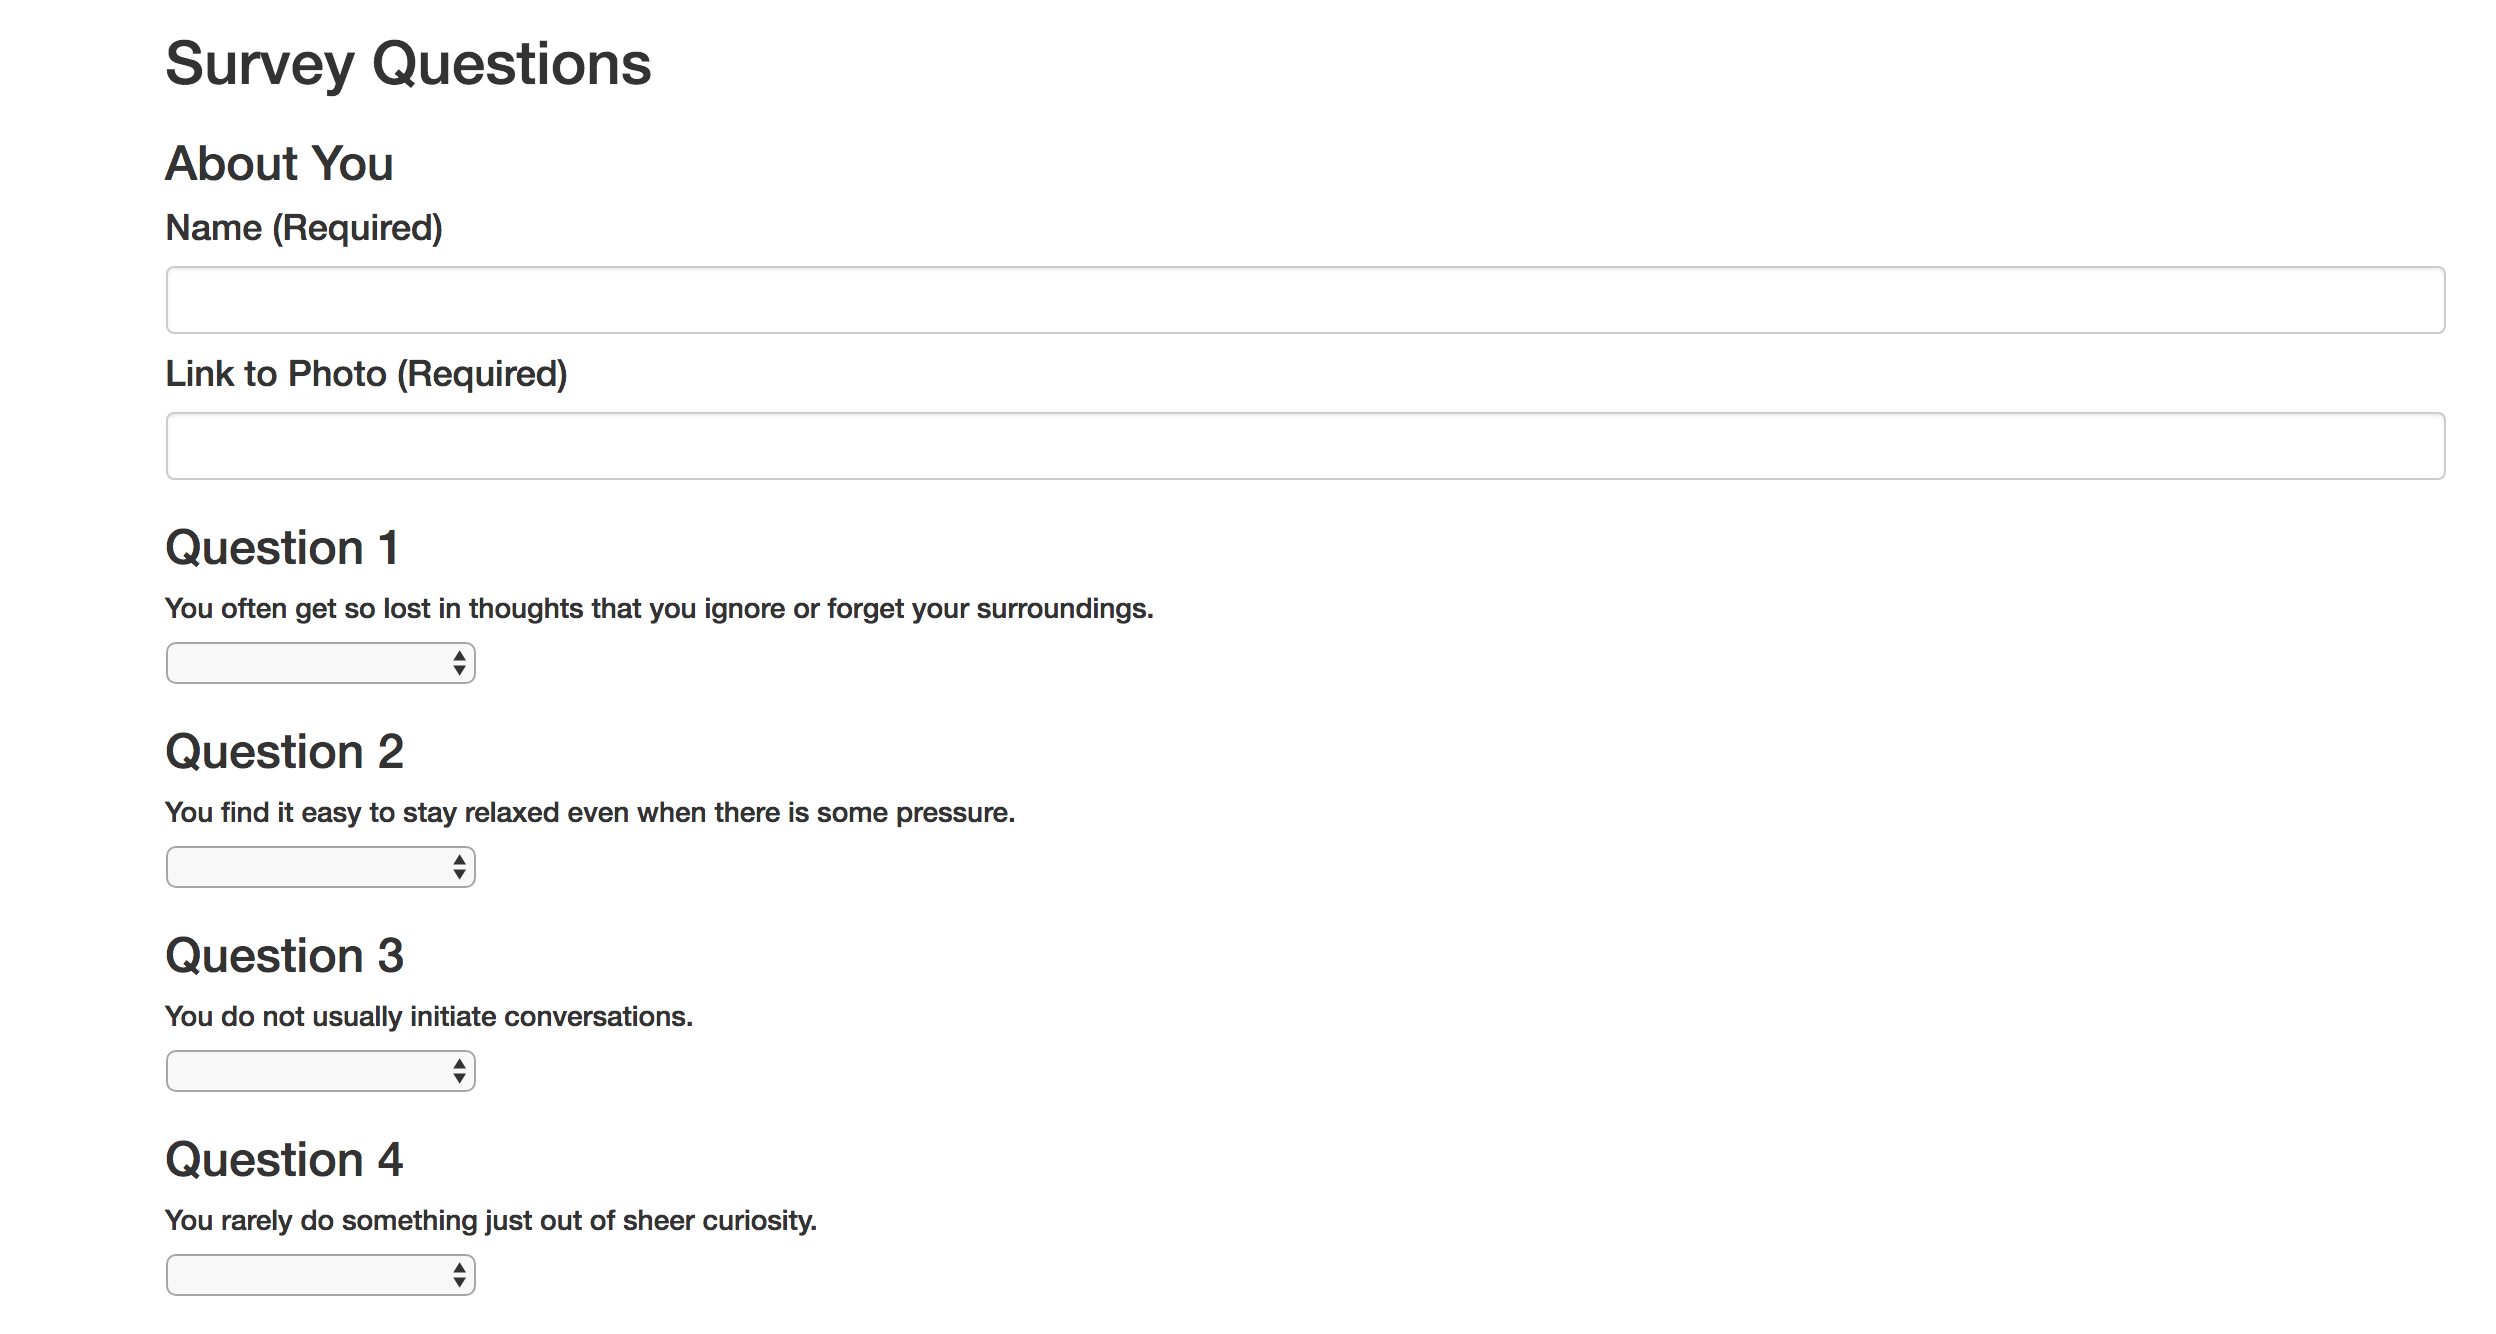 Survey Questions
About You
Name (Required)
Link to Photo (Required)
Question 1
You often get so lost in thoughts that you ignore or forget your surroundings.
Question 2
You find it easy to stay relaxed even when there is some pressure.
Question 3
You do not usually initiate conversations.
Question 4
You rarely do something just out of sheer curiosity.